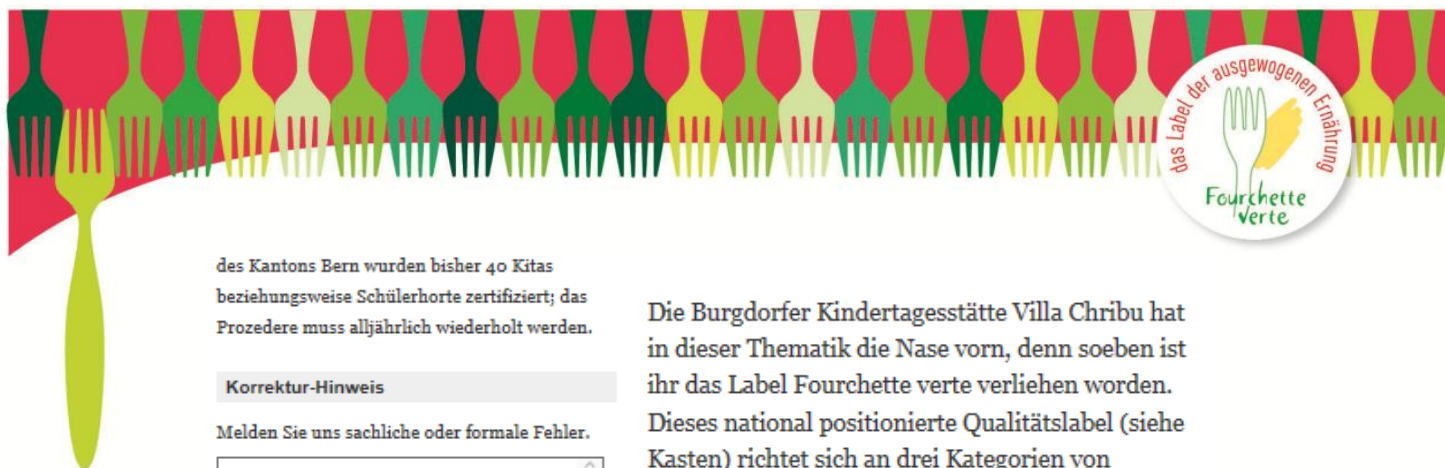 das Label der ausgewogenen Ernährung
Fourchette
verte
des Kantons Bern wurden bisher 40 Kitas
beziehungsweise Schülerhorte zertifiziert; das
Prozedere muss alljährlich wiederholt werden.
Korrektur-Hinweis
Melden Sie uns sachliche oder formale Fehler.
Die Burgdorfer Kindertagesstätte Villa Chribu hat
in dieser Thematik die Nase vorn, denn soeben ist
ihr das Label Fourchette verte verliehen worden.
Dieses national positionierte Qualitätslabel (siehe
Kasten) richtet sich an drei Kategorien von